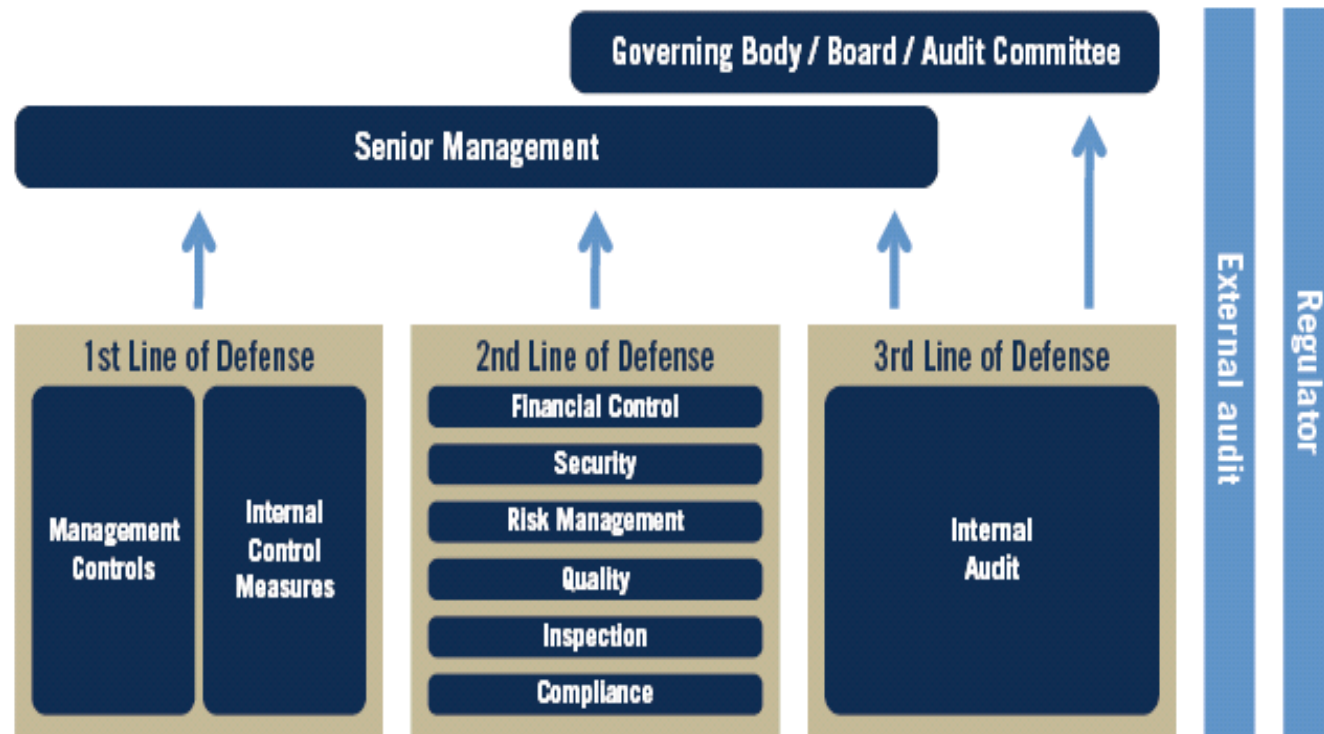 Governing Body / Board / Audit Committee
Senior Management
1st Line of Defense
Management
Controls
Internal
Control
Measures
2nd Line of Defense
Financial Control
Security
Risk Management
Quality
Inspection
Compliance
3rd Line of Defense
Internal
Audit
External audit
Regulator